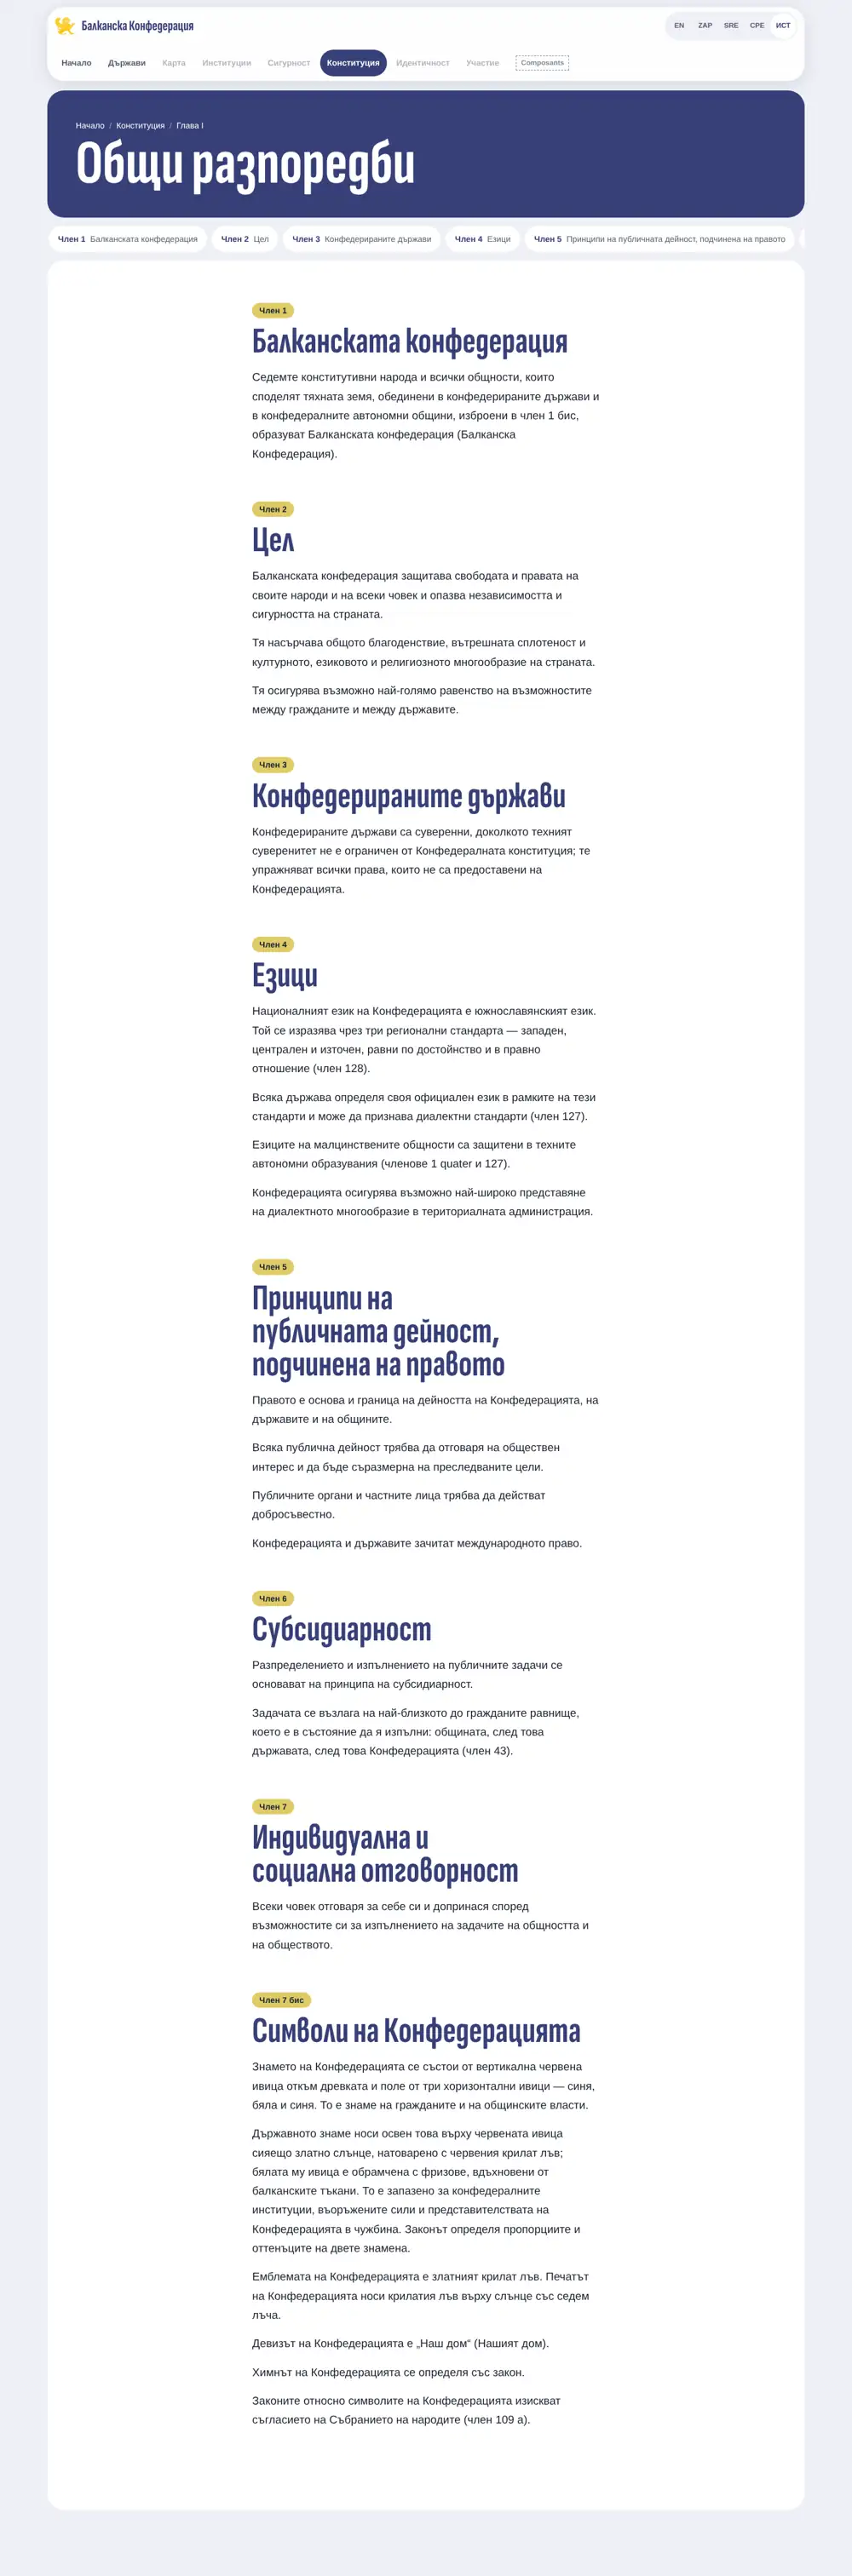 Балканска Конфедерация
EN ZAP SRE СРЕ ИСТ
Начало Държави Карта Институции Сигурност Конституция Идентичност Участие Composants
Начало / Конституция / Глава I
Общи разпоредби
Член 1 Балканската конфедерация Член 2 Цел Член 3 Конфедерираните държави Член 4 Езици Член 5 Принципи на публичната дейност, подчинена на правото
Член 1
Балканската конфедерация
Седемте конститутивни народа и всички общности, които
споделят тяхната земя, обединени в конфедерираните държави и
в конфедералните автономни общини, изброени в член 1 бис,
образуват Балканската конфедерация (Балканска
Конфедерация).
Член 2
Цел
Балканската конфедерация защитава свободата и правата на
своите народи и на всеки човек и опазва независимостта и
сигурността на страната.
Тя насърчава общото благоденствие, вътрешната сплотеност и
културното, езиковото и религиозното многообразие на страната.
Тя осигурява възможно най-голямо равенство на възможностите
между гражданите и между държавите.
Член 3
Конфедерираните държави
Конфедерираните държави са суверенни, доколкото техният
суверенитет не е ограничен от Конфедералната конституция; те
упражняват всички права, които не са предоставени на
Конфедерацията.
Член 4
Езици
Националният език на Конфедерацията е южнославянският език.
Той се изразява чрез три регионални стандарта — западен,
централен и източен, равни по достойнство и в правно
отношение (член 128).
Всяка държава определя своя официален език в рамките на тези
стандарти и може да признава диалектни стандарти (член 127).
Езиците на малцинствените общности са защитени в техните
автономни образувания (членове 1 quater и 127).
Конфедерацията осигурява възможно най-широко представяне
на диалектното многообразие в териториалната администрация.
Член 5
Принципи на
публичната дейност,
подчинена на правото
Правото е основа и граница на дейността на Конфедерацията, на
държавите и на общините.
Всяка публична дейност трябва да отговаря на обществен
интерес и да бъде съразмерна на преследваните цели.
Публичните органи и частните лица трябва да действат
добросъвестно.
Конфедерацията и държавите зачитат международното право.
Член 6
Субсидиарност
Разпределението и изпълнението на публичните задачи се
основават на принципа на субсидиарност.
Задачата се възлага на най-близкото до гражданите равнище,
което е в състояние да я изпълни: общината, след това
държавата, след това Конфедерацията (член 43).
Член 7
Индивидуална и
социална отговорност
Всеки човек отговаря за себе си и допринася според
възможностите си за изпълнението на задачите на общността и
на обществото.
Член 7 бис
Символи на Конфедерацията
Знамето на Конфедерацията се състои от вертикална червена
ивица откъм древката и поле от три хоризонтални ивици — синя,
бяла и синя. То е знаме на гражданите и на общинските власти.
Държавното знаме носи освен това върху червената ивица
сияещо златно слънце, натоварено с червения крилат лъв;
бялата му ивица е обрамчена с фризове, вдъхновени от
балканските тъкани. То е запазено за конфедералните
институции, въоръжените сили и представителствата на
Конфедерацията в чужбина. Законът определя пропорциите и
оттенъците на двете знамена.
Емблемата на Конфедерацията е златният крилат лъв. Печатът
на Конфедерацията носи крилатия лъв върху слънце със седем
лъча.
Девизът на Конфедерацията е „Наш дом“ (Нашият дом).
Химнът на Конфедерацията се определя със закон.
Законите относно символите на Конфедерацията изискват
съгласието на Събранието на народите (член 109 а).